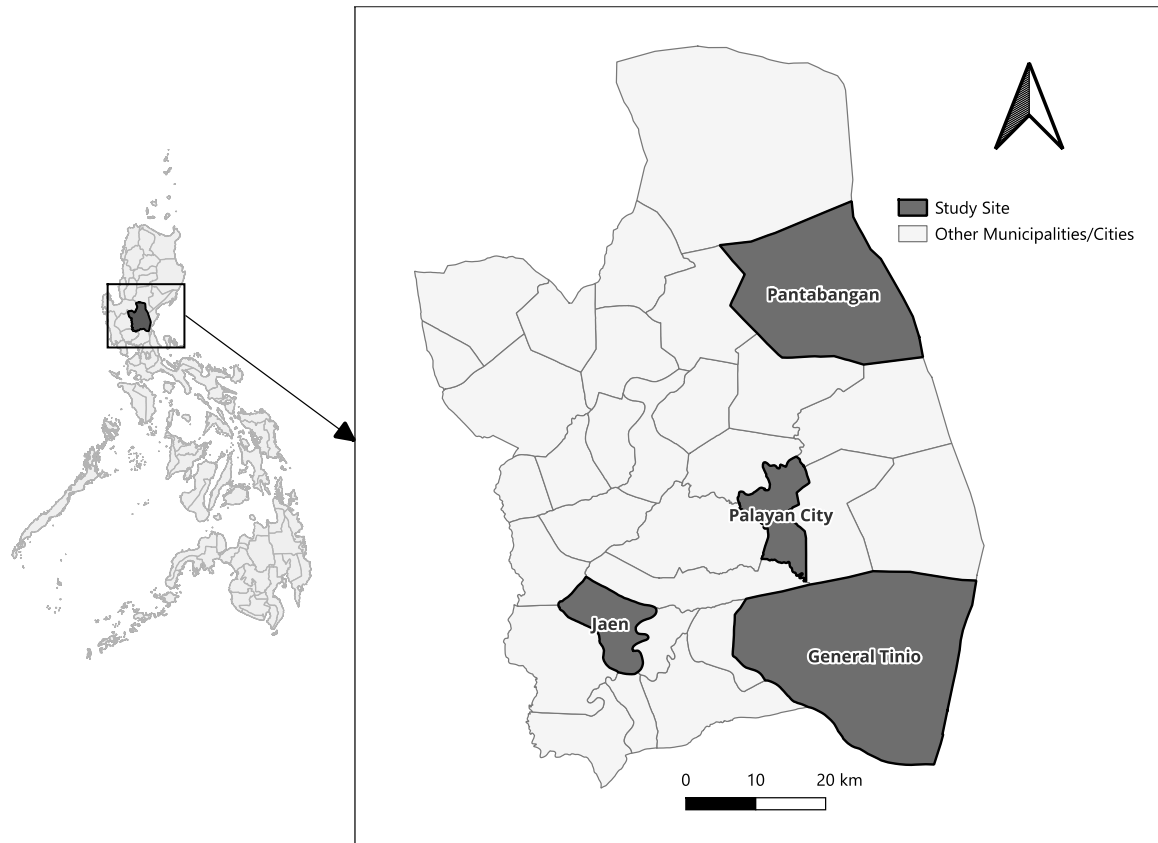 Study Site
Other Municipalities/Cities
Pantabangan
Palayan City
Jaen
General Tinio
0 10 20 km